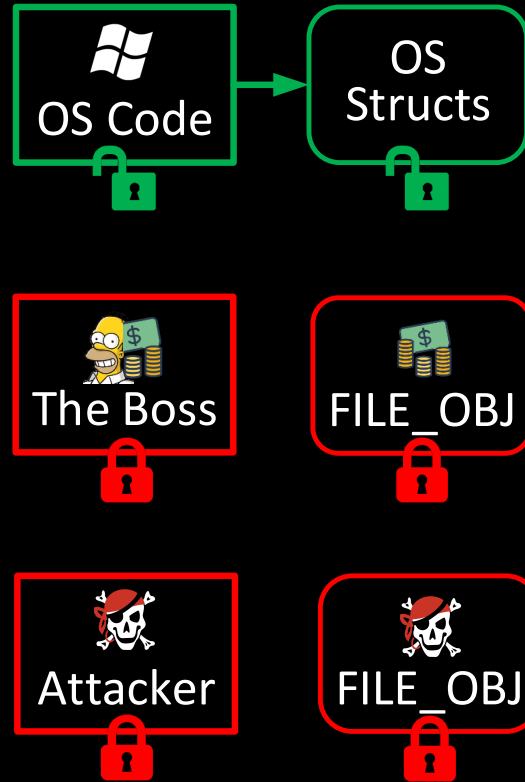 OS Code
OS
Structs
$
The Boss
$
FILE_OBJ
Attacker
FILE_OBJ